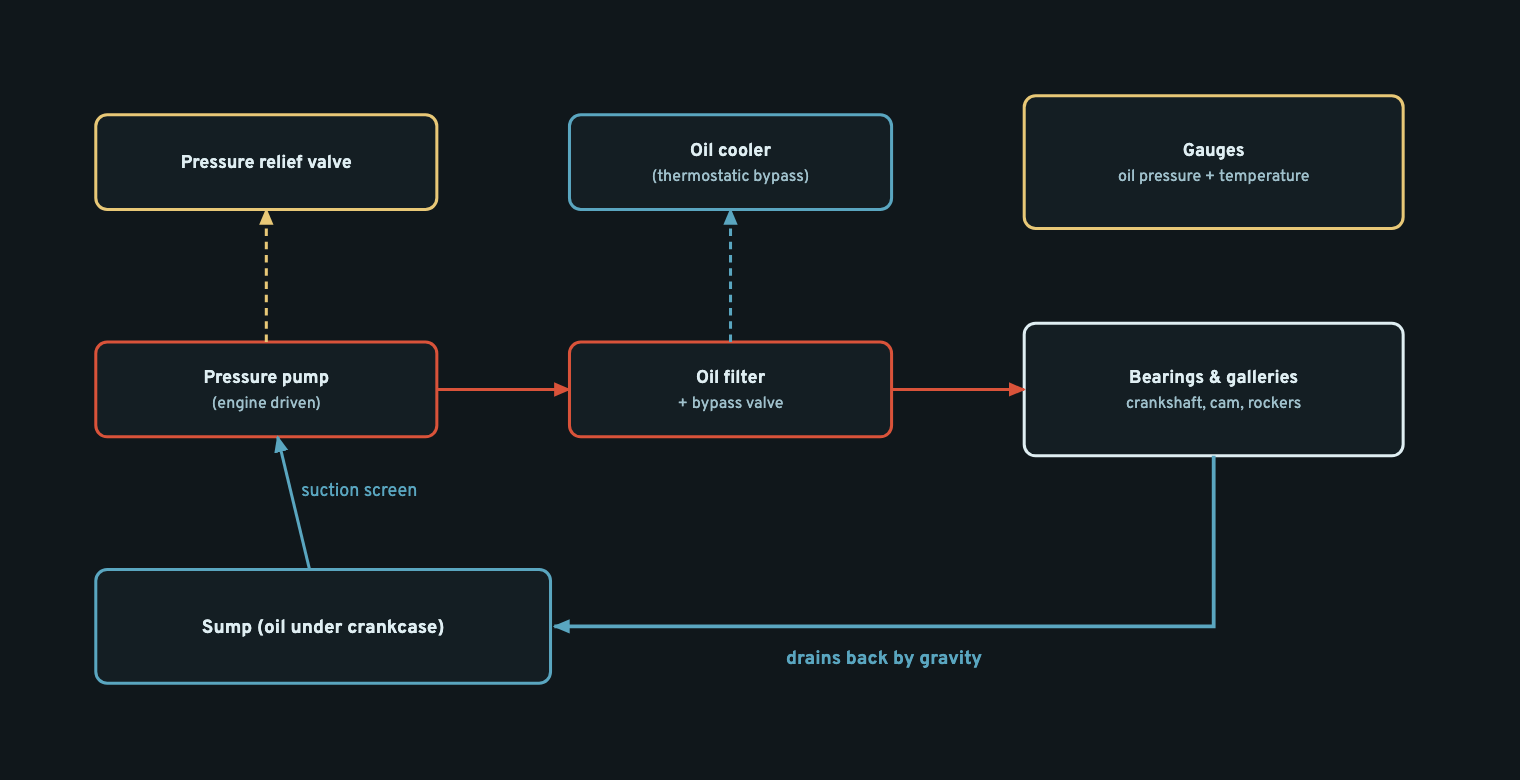 Pressure relief valve
Oil cooler
(thermostatic bypass)
Gauges
oil pressure + temperature
Pressure pump
(engine driven)
Oil filter
+ bypass valve
Bearings & galleries
crankshaft, cam, rockers
suction screen
Sump (oil under crankcase)
drains back by gravity